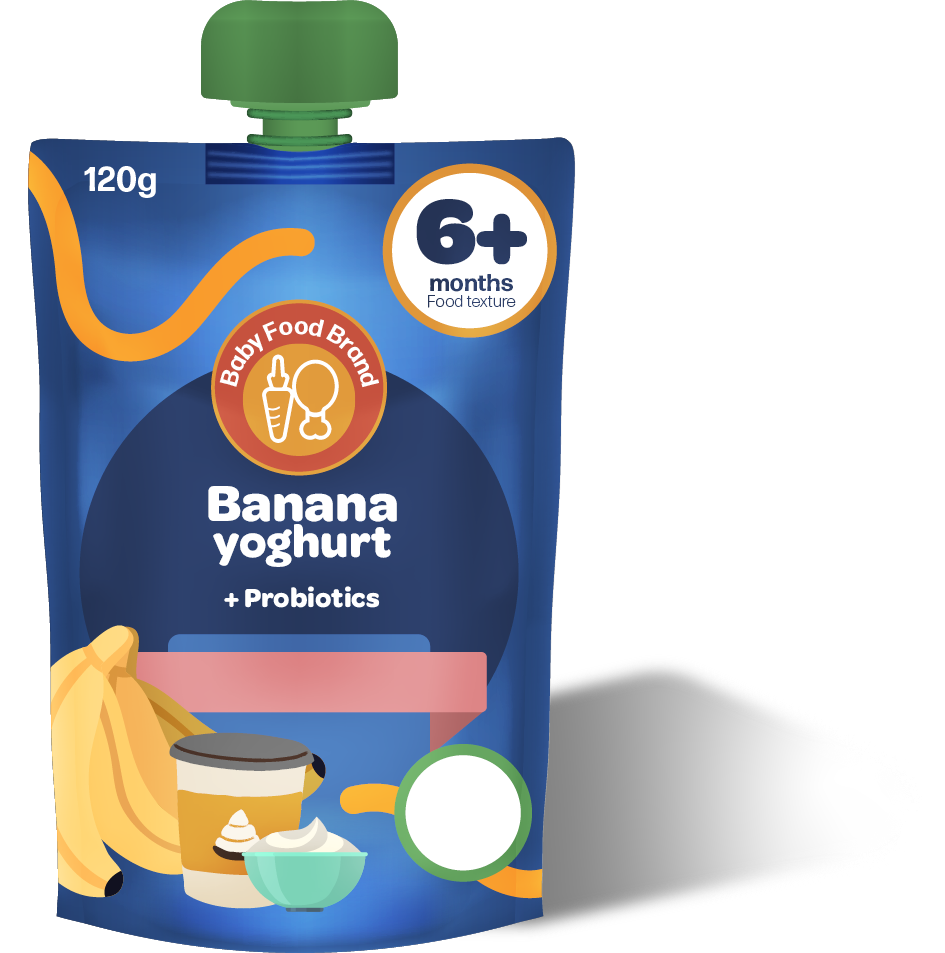 120g
6+
months
Food texture
Baby Food Brand
Banana
yoghurt
+ Probiotics